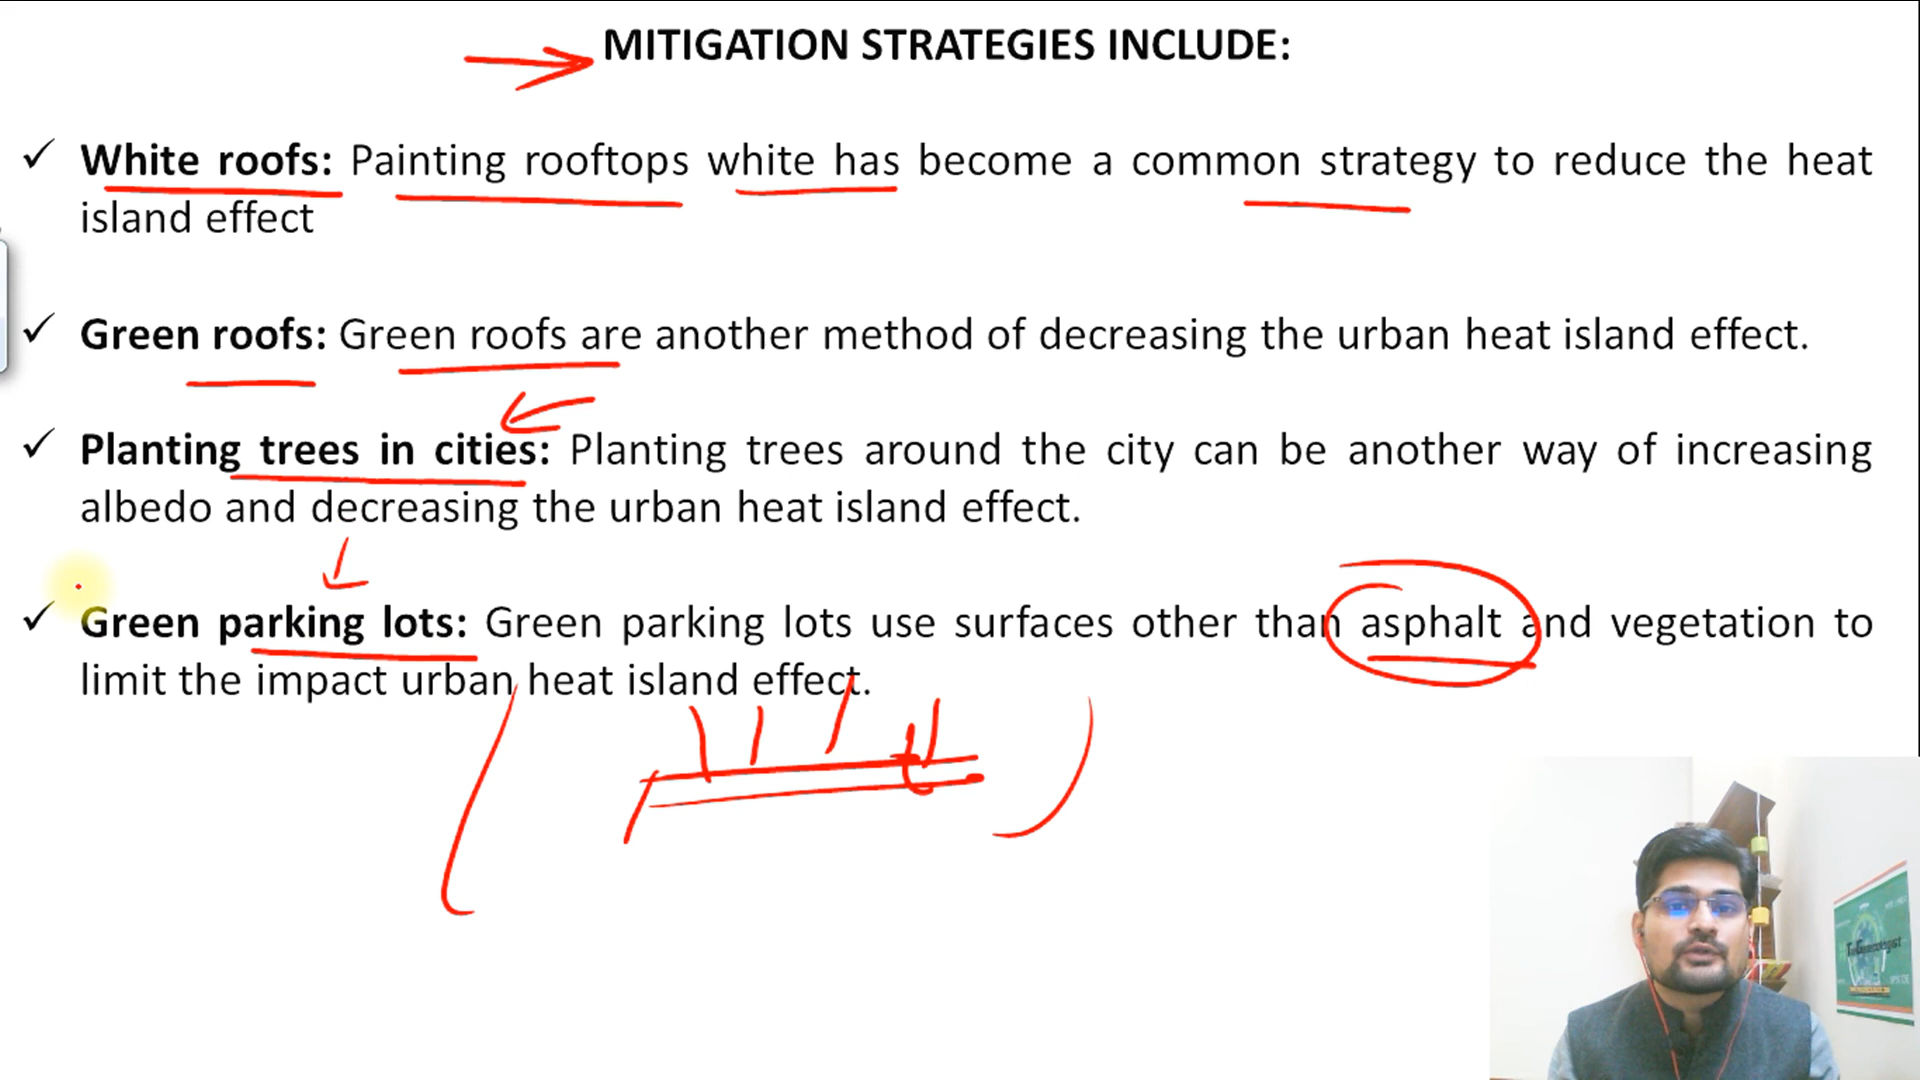 MITIGATION STRATEGIES INCLUDE:
✓ White roofs: Painting rooftops white has become a common strategy to reduce the heat
island effect
✓ Green roofs: Green roofs are another method of decreasing the urban heat island effect.
✓ Planting trees in cities: Planting trees around the city can be another way of increasing
albedo and decreasing the urban heat island effect.
✓ Green parking lots: Green parking lots use surfaces other than asphalt and vegetation to
limit the impact urban heat island effect.